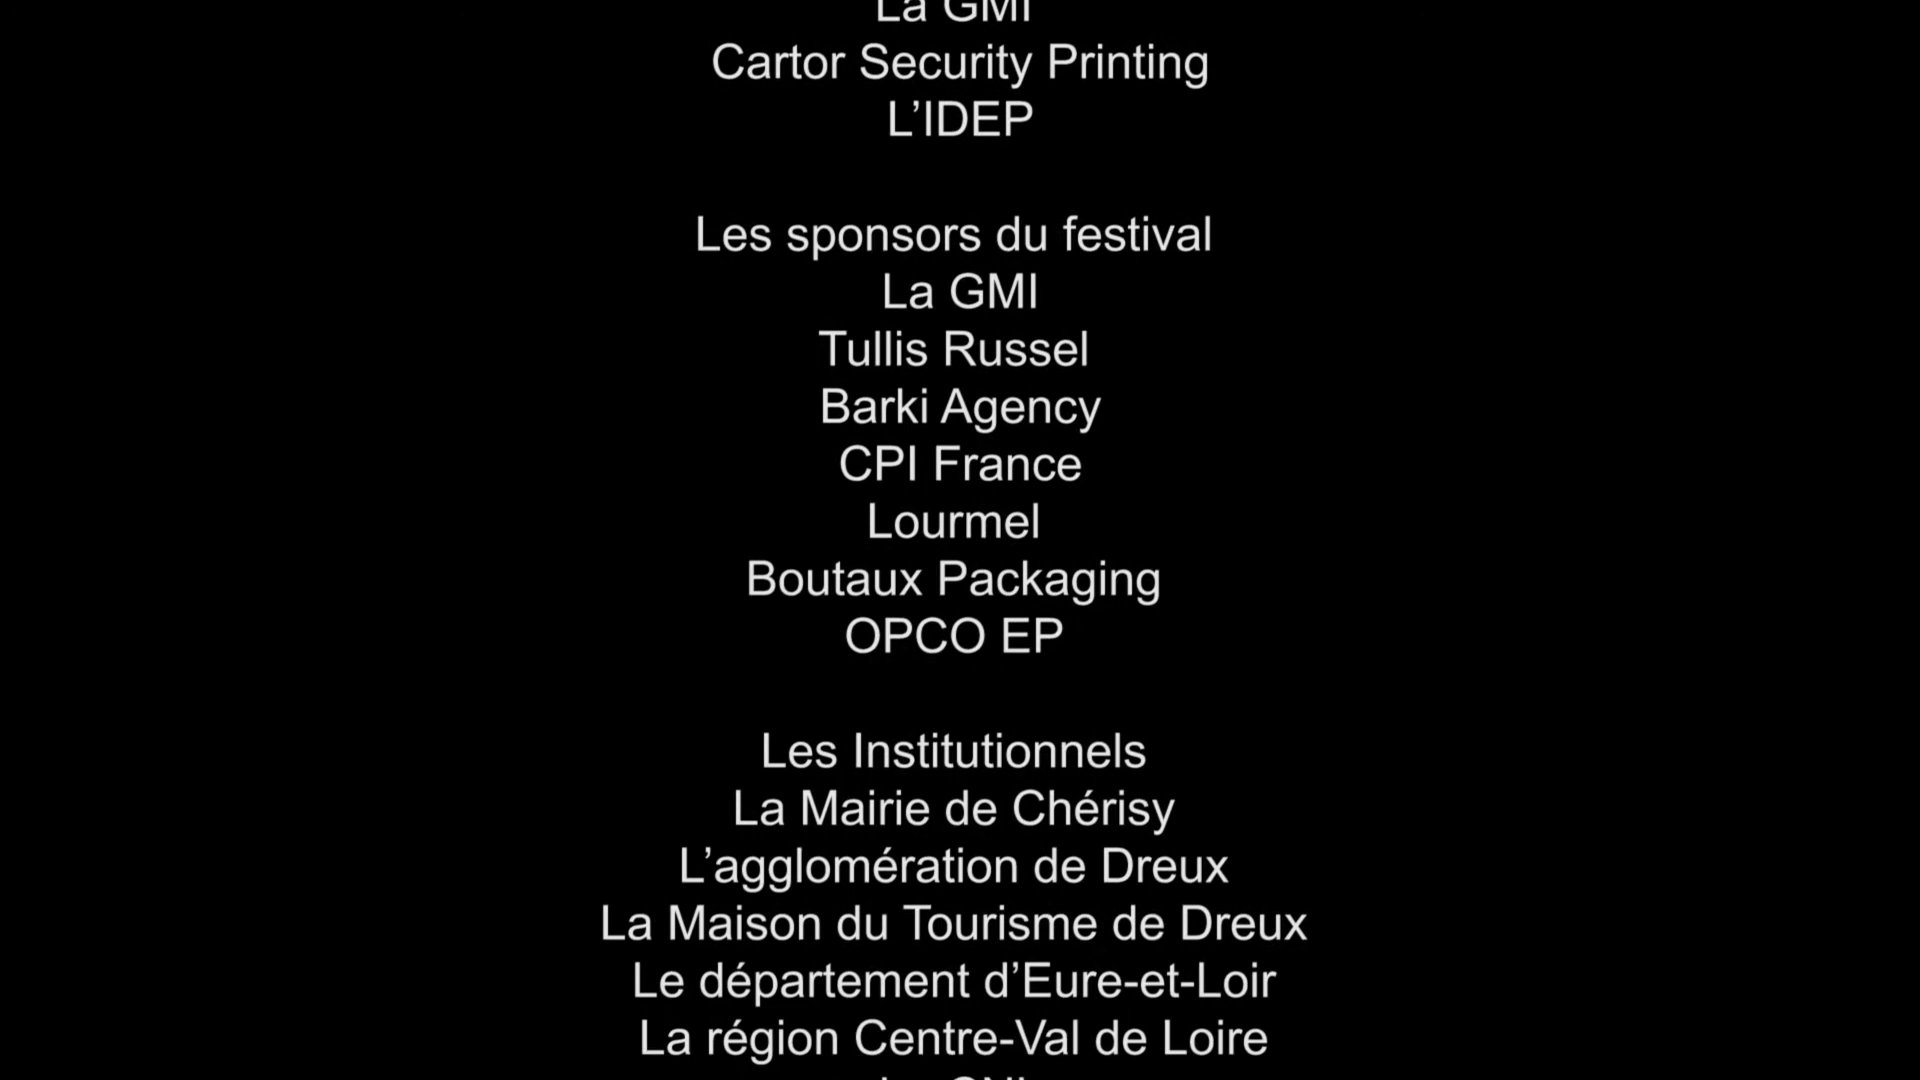 La GMI
Cartor Security Printing
L’IDEP
Les sponsors du festival
La GMI
Tullis Russel
Barki Agency
CPI France
Lourmel
Boutaux Packaging
OPCO EP
Les Institutionnels
La Mairie de Chérisy
L’agglomération de Dreux
La Maison du Tourisme de Dreux
Le département d’Eure-et-Loir
La région Centre-Val de Loire